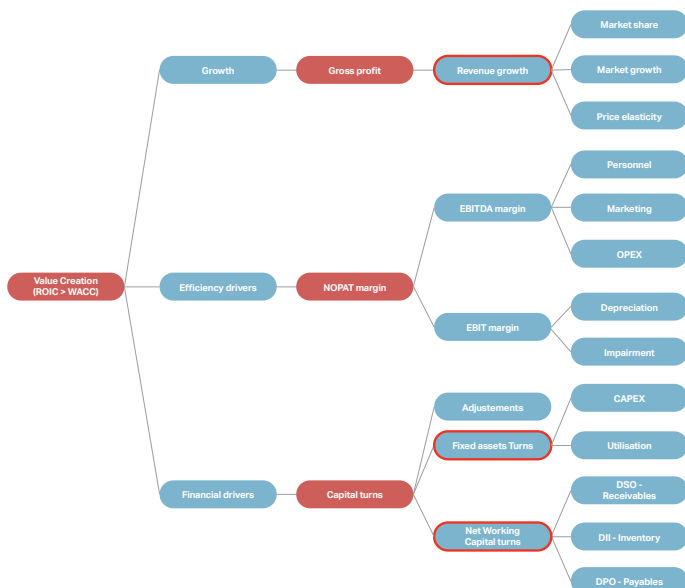 Market share
Growth
Gross profit
Revenue growth
Market growth
Price elasticity
Personnel
EBITDA margin
Marketing
OPEX
Value Creation
(ROIC > WACC)
Efficiency drivers
NOPAT margin
Depreciation
EBIT margin
Impairment
Adjustements
CAPEX
Fixed assets Turns
Utilisation
Financial drivers
Capital turns
DSO -
Receivables
Net Working
Capital turns
DII - Inventory
DPO - Payables